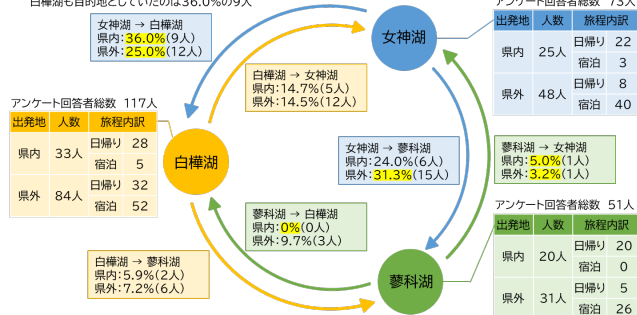 白樺湖も目的地としていたのは36.0%の9人
女神湖 → 白樺湖
県内：36.0%(9人)
県外：25.0%(12人)
女神湖
アンケート回答者総数 73人
出発地 人数 旅程内訳
県内 25人 日帰り 22
宿泊 3
県外 48人 日帰り 8
宿泊 40
白樺湖 → 女神湖
県内：14.7%(5人)
県外：14.5%(12人)
アンケート回答者総数 117人
出発地 人数 旅程内訳
県内 33人 日帰り 28
宿泊 5
県外 84人 日帰り 32
宿泊 52
白樺湖
女神湖 → 蓼科湖
県内：24.0%(6人)
県外：31.3%(15人)
蓼科湖 → 女神湖
県内：5.0%(1人)
県外：3.2%(1人)
蓼科湖 → 白樺湖
県内：0%(0人)
県外：9.7%(3人)
アンケート回答者総数 51人
出発地 人数 旅程内訳
県内 20人 日帰り 20
宿泊 0
県外 31人 日帰り 5
宿泊 26
白樺湖 → 蓼科湖
県内：5.9%(2人)
県外：7.2%(6人)
蓼科湖